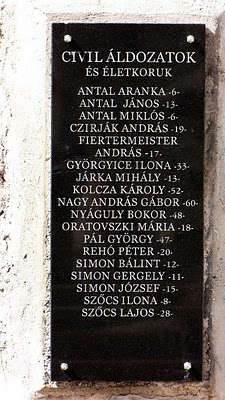 CIVIL ÁLDOZATOK
ÉS ÉLETKORUK
ANTAL ARANKA -6-
ANTAL JÁNOS -13-
ANTAL MIKLÓS -6-
CZIRJÁK ANDRÁS -19-
FIERTERMEISTER
ANDRÁS -17-
GYÖRGYICE ILONA -33-
JÁRKA MIHÁLY -13-
KOLCZA KÁROLY -52-
NAGY ANDRÁS GÁBOR -60-
NYÁGULY BOKOR -48-
ORATOVSZKI MÁRIA -18-
PÁL GYÖRGY -47-
REHÓ PÉTER -20-
SIMON BÁLINT -12-
SIMON GERGELY -11-
SIMON JÓZSEF -15-
SZŐCS ILONA -8-
SZŐCS LAJOS -28-